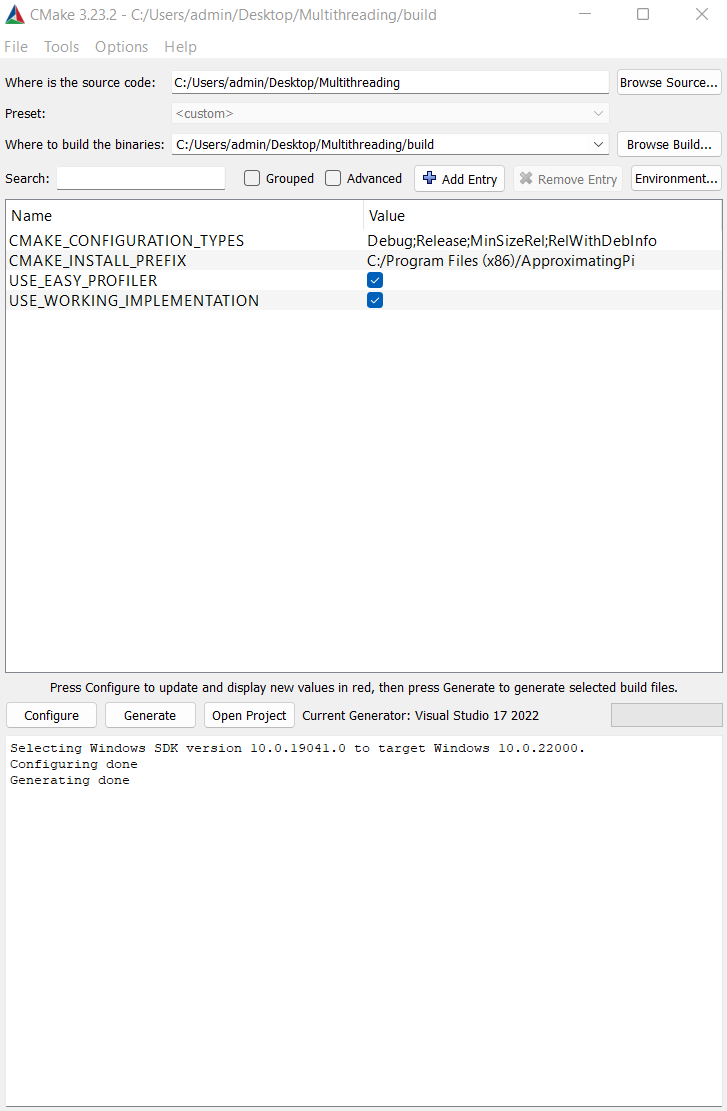 CMake 3.23.2 - C:/Users/admin/Desktop/Multithreading/build
File Tools Options Help
Where is the source code: C:/Users/admin/Desktop/Multithreading Browse Source...
Preset: <custom>
Where to build the binaries: C:/Users/admin/Desktop/Multithreading/build Browse Build...
Search: Grouped Advanced Add Entry Remove Entry Environment...
Name Value
CMAKE_CONFIGURATION_TYPES Debug;Release;MinSizeRel;RelWithDebInfo
CMAKE_INSTALL_PREFIX C:/Program Files (x86)/ApproximatingPi
USE_EASY_PROFILER
USE_WORKING_IMPLEMENTATION
Press Configure to update and display new values in red, then press Generate to generate selected build files.
Configure Generate Open Project Current Generator: Visual Studio 17 2022
Selecting Windows SDK version 10.0.19041.0 to target Windows 10.0.22000.
Configuring done
Generating done